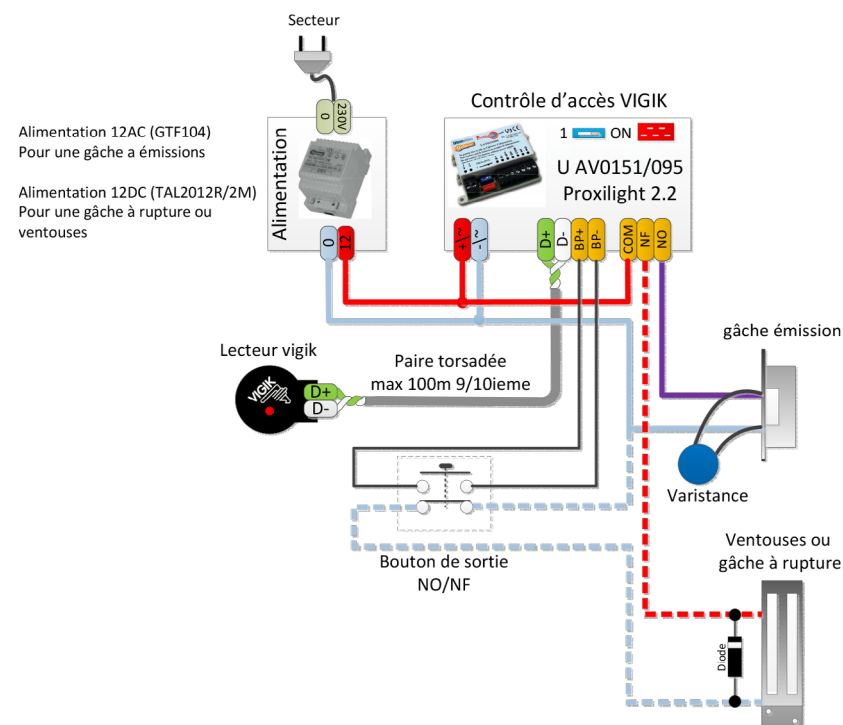 Secteur
0
230V
Alimentation 12AC (GTF104)
Pour une gâche a émissions
Alimentation 12DC (TAL2012R/2M)
Pour une gâche à rupture ou
ventouses
Alimentation
0
12
Contrôle d'accès VIGIK
1 ON
U AV0151/095
Proxilight 2.2
+/~
-/~
D+
D-
BP+
BP-
COM
NF
NO
gâche émission
Lecteur vigik
VIGIK
D+
D-
Paire torsadée
max 100m 9/10ieme
Varistance
Bouton de sortie
NO/NF
Ventouses ou
gâche à rupture
Diode